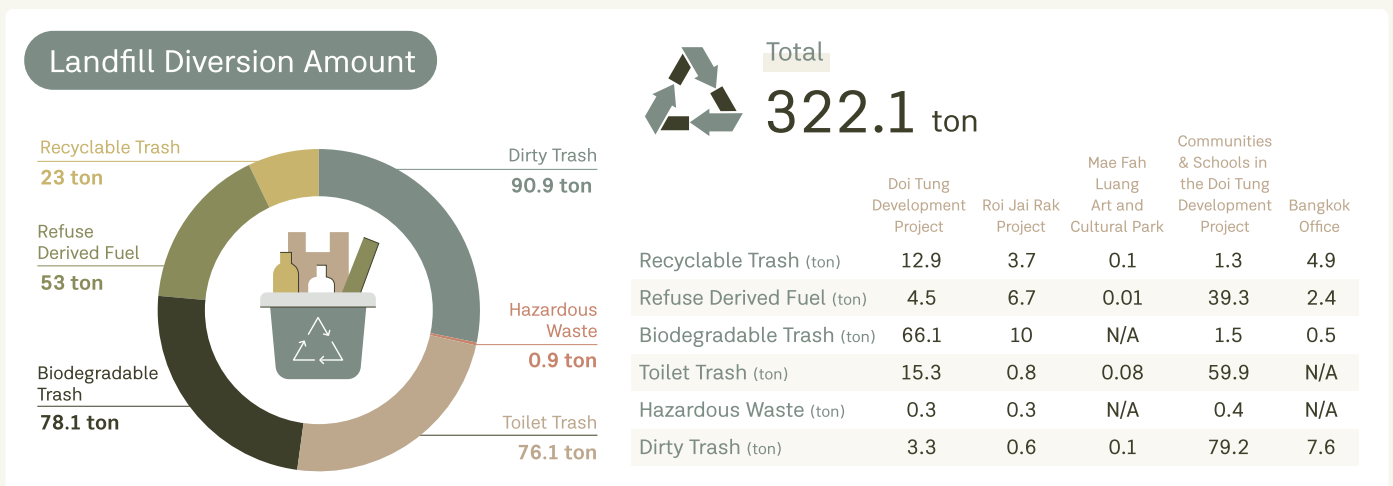 Landfill Diversion Amount
Recyclable Trash
23 ton
Refuse
Derived Fuel
53 ton
Biodegradable
Trash
78.1 ton
Dirty Trash
90.9 ton
Hazardous
Waste
0.9 ton
Toilet Trash
76.1 ton
Total
322.1 ton
Doi Tung
Development
Project
Roi Jai Rak
Project
Mae Fah
Luang
Art and
Cultural Park
Communities
& Schools in
the Doi Tung
Development
Project
Bangkok
Office
Recyclable Trash (ton) 12.9 3.7 0.1 1.3 4.9
Refuse Derived Fuel (ton) 4.5 6.7 0.01 39.3 2.4
Biodegradable Trash (ton) 66.1 10 N/A 1.5 0.5
Toilet Trash (ton) 15.3 0.8 0.08 59.9 N/A
Hazardous Waste (ton) 0.3 0.3 N/A 0.4 N/A
Dirty Trash (ton) 3.3 0.6 0.1 79.2 7.6